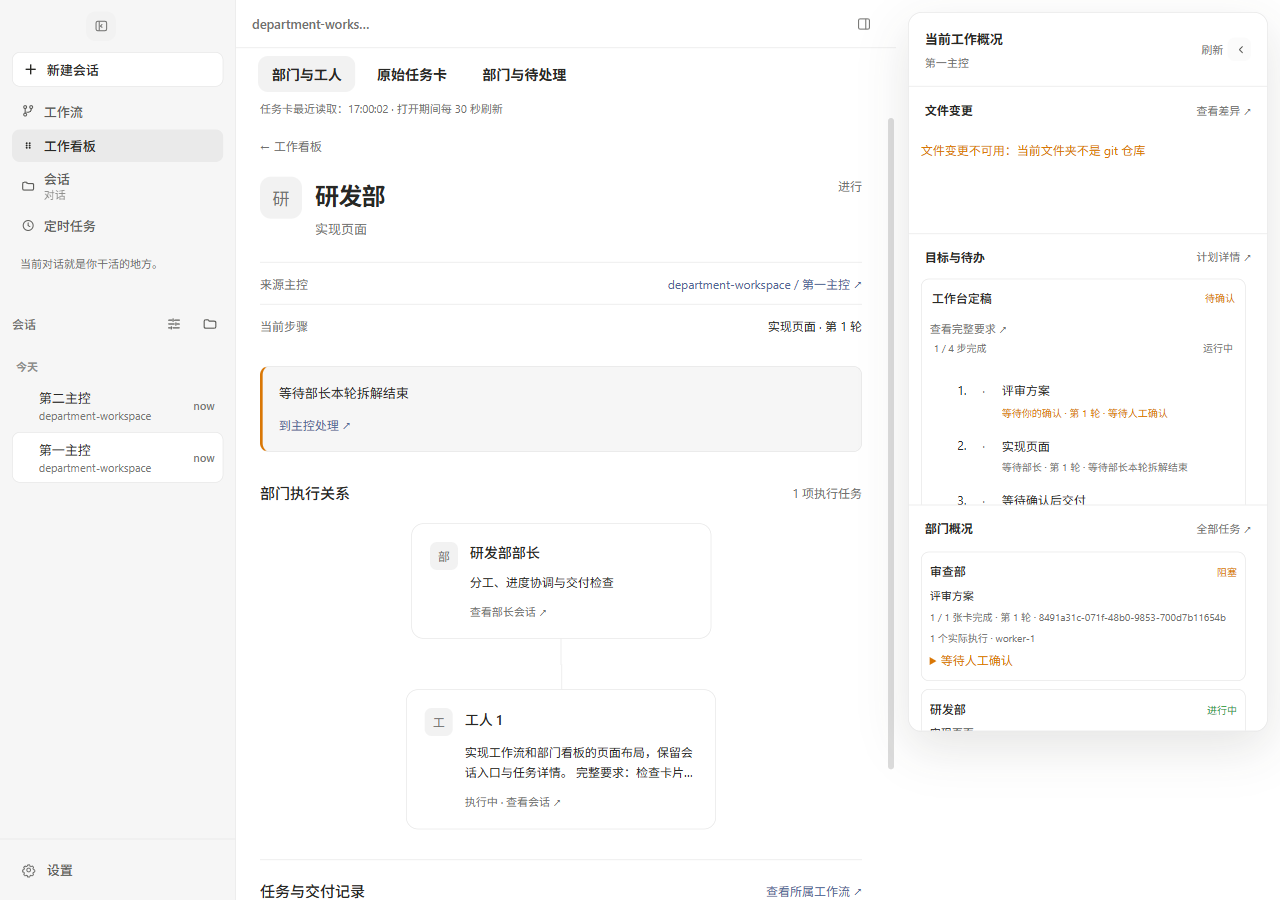 新建会话
工作流
工作看板
会话
对话
定时任务
当前对话就是你干活的地方。
会话
今天
第二主控
department-workspace
now
第一主控
department-workspace
now
设置
department-works...
部门与工人
原始任务卡
部门与待处理
任务卡最近读取：17:00:02 · 打开期间每 30 秒刷新
← 工作看板
研
研发部
实现页面
进行
来源主控
department-workspace / 第一主控 ↗
当前步骤
实现页面 · 第 1 轮
等待部长本轮拆解结束
到主控处理 ↗
部门执行关系
1 项执行任务
部
研发部部长
分工、进度协调与交付检查
查看部长会话 ↗
工
工人 1
实现工作流和部门看板的页面布局，保留会
话入口与任务详情。 完整要求：检查卡片...
执行中 · 查看会话 ↗
任务与交付记录
查看所属工作流 ↗
当前工作概况
第一主控
刷新
文件变更
查看差异 ↗
文件变更不可用：当前文件夹不是 git 仓库
目标与待办
计划详情 ↗
工作台定稿
待确认
查看完整要求 ↗
1 / 4 步完成
运行中
1. · 评审方案
等待你的确认 · 第 1 轮 · 等待人工确认
2. · 实现页面
等待部长 · 第 1 轮 · 等待部长本轮拆解结束
3. · 等待确认后交付
部门概况
全部任务 ↗
审查部
阻塞
评审方案
1 / 1 张卡完成 · 第 1 轮 · 8491a31c-071f-48b0-9853-700d7b11654b
1 个实际执行 · worker-1
▶ 等待人工确认
研发部
进行中
实现页面